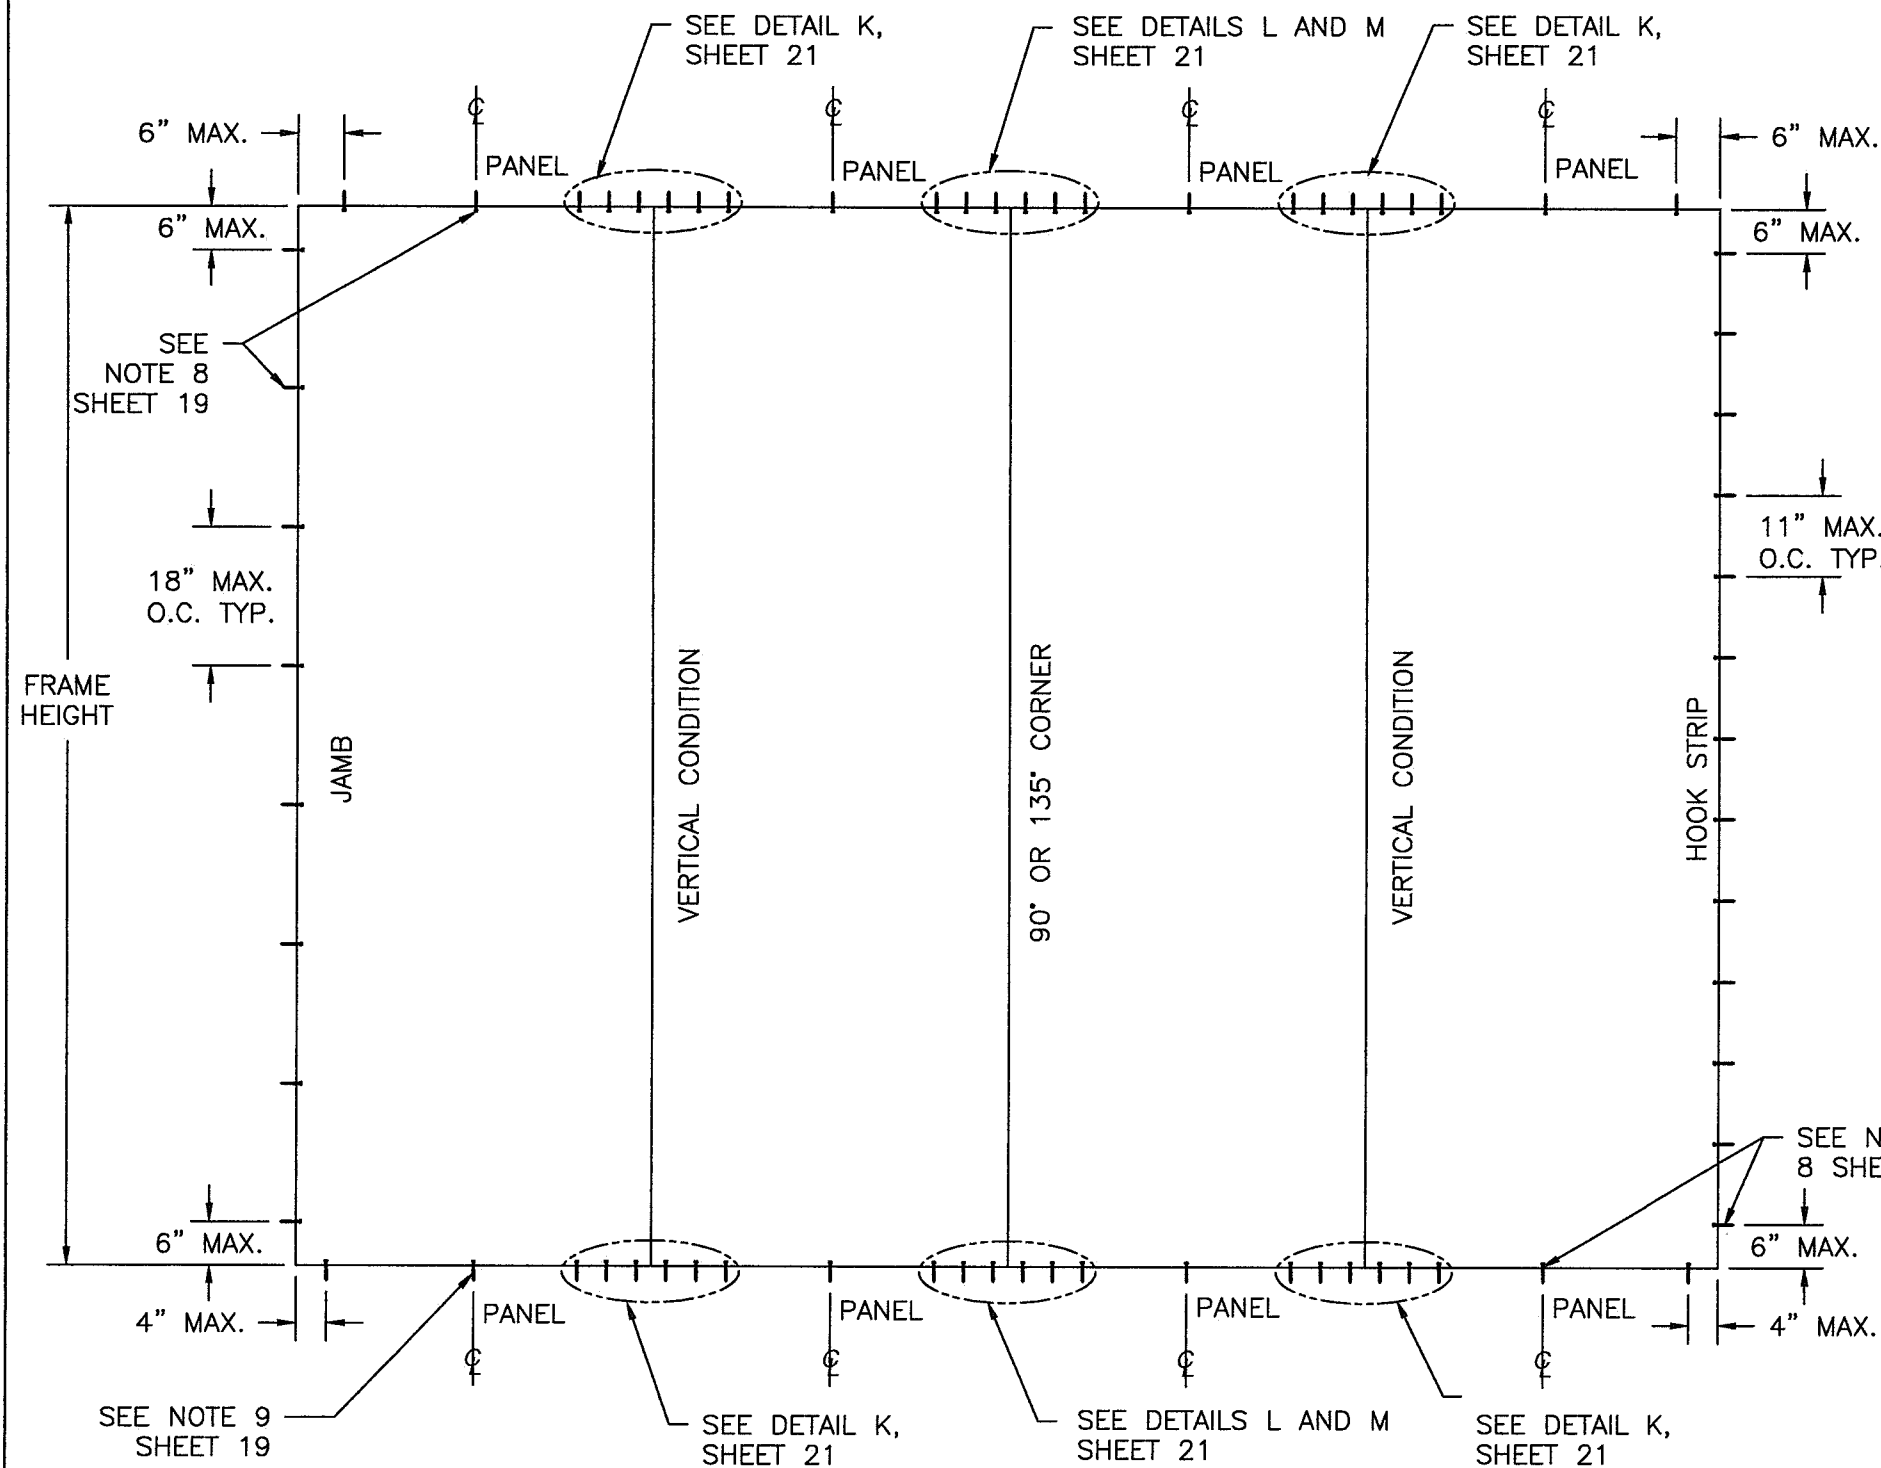 SEE DETAIL K,
SHEET 21
SEE DETAILS L AND M
SHEET 21
SEE DETAIL K,
SHEET 21
℄
℄
℄
℄
6” MAX.
6” MAX.
PANEL
PANEL
PANEL
PANEL
6” MAX.
6” MAX.
SEE
NOTE 8
SHEET 19
18” MAX.
O.C. TYP.
11” MAX.
O.C. TYP.
FRAME
HEIGHT
JAMB
VERTICAL CONDITION
90° OR 135° CORNER
VERTICAL CONDITION
HOOK STRIP
SEE N
8 SHE
6” MAX.
6” MAX.
4” MAX.
PANEL
PANEL
PANEL
PANEL
4” MAX.
℄
℄
℄
℄
SEE NOTE 9
SHEET 19
SEE DETAIL K,
SHEET 21
SEE DETAILS L AND M
SHEET 21
SEE DETAIL K,
SHEET 21